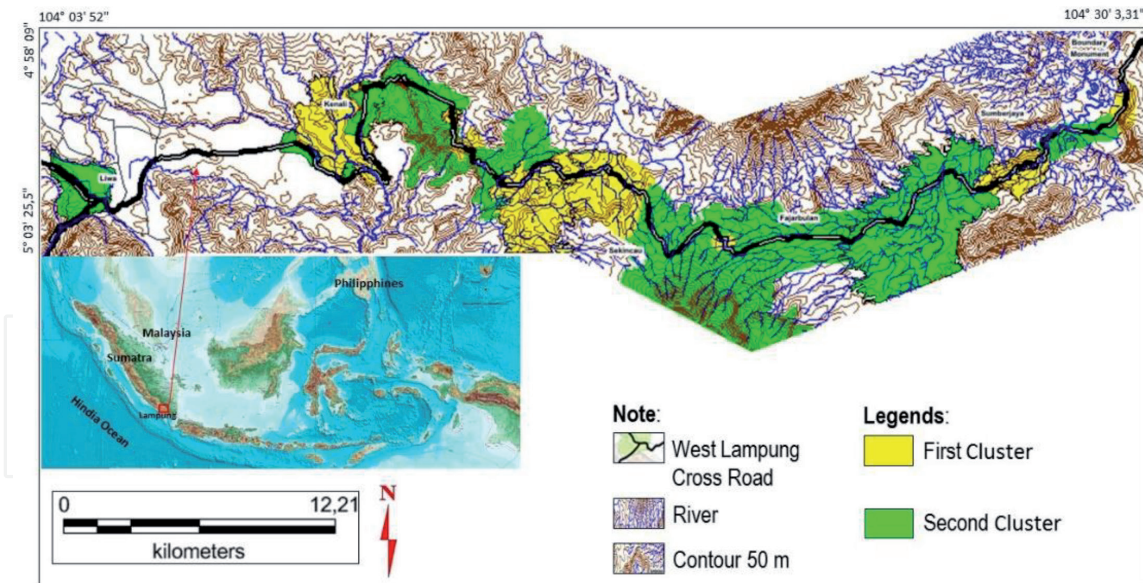 104° 03' 52"
104° 30' 3,31"
4° 58' 09"
5° 03' 25,5"
Boundary
Monument
Sumberjaya
Kenali
Liwa
Fajarbulan
Sekincau
Philippines
Malaysia
Sumatra
Lampung
Hindia Ocean
Note:
West Lampung
Cross Road
River
Contour 50 m
Legends:
First Cluster
Second Cluster
0
12,21
kilometers
N